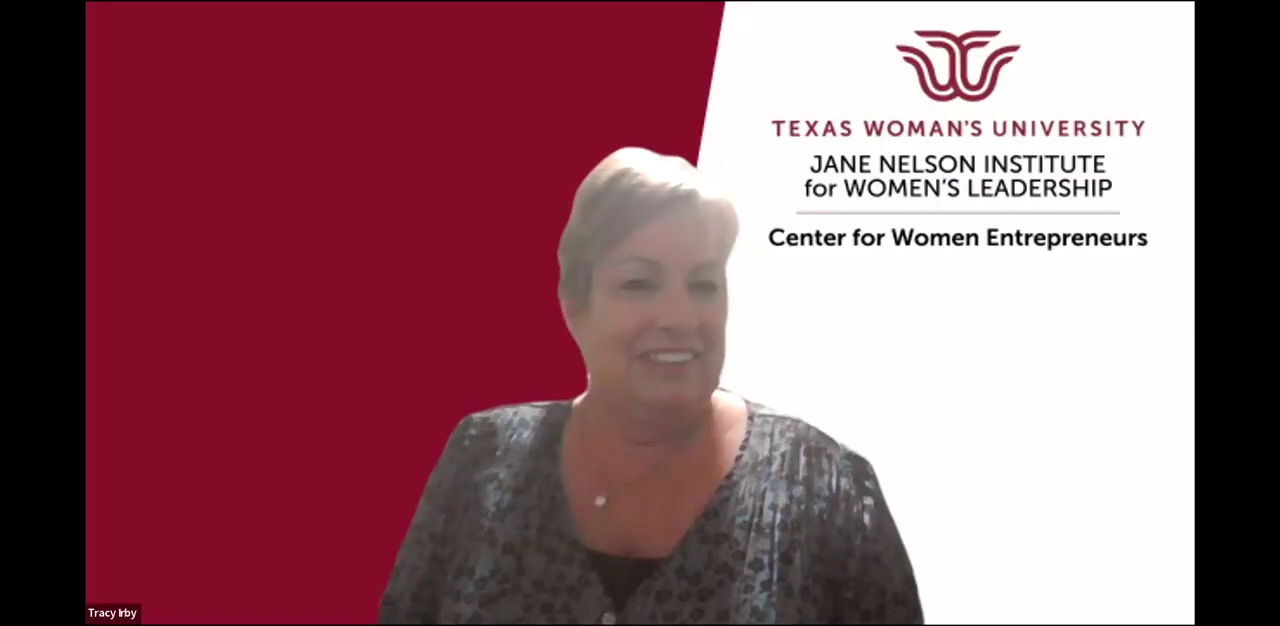 TEXAS WOMAN'S UNIVERSITY
JANE NELSON INSTITUTE
for WOMEN'S LEADERSHIP
Center for Women Entrepreneurs
Tracy Irby